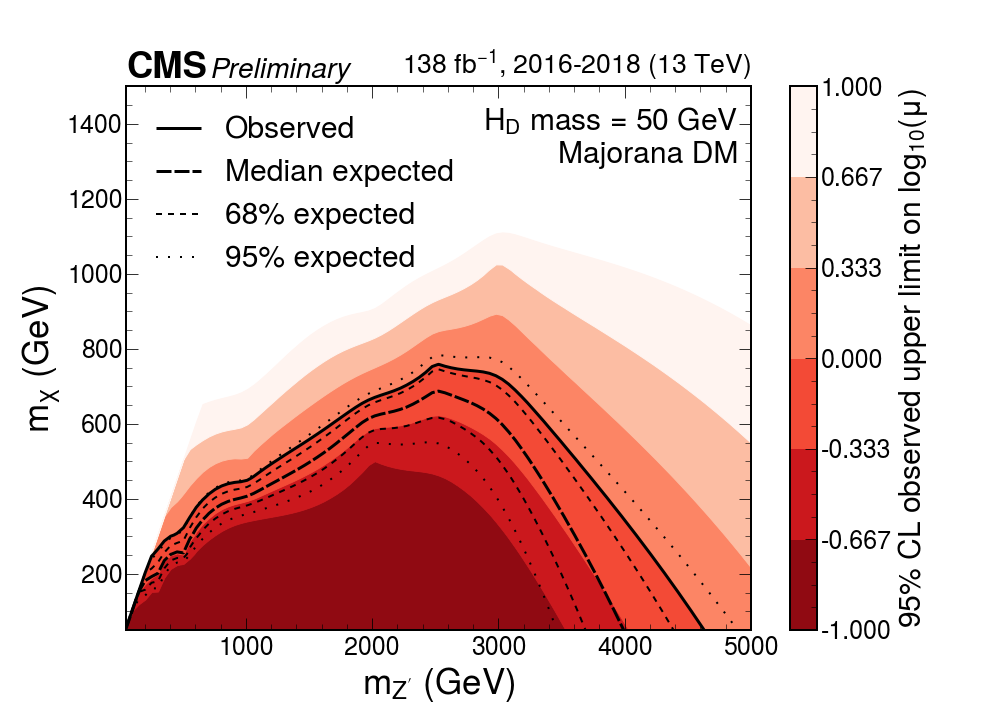 CMS Preliminary 138 fb⁻¹, 2016-2018 (13 TeV)
H_D mass = 50 GeV
Majorana DM
Observed
Median expected
68% expected
95% expected
m_χ (GeV)
1400
1200
1000
800
600
400
200
1000 2000 3000 4000 5000
m_Z′ (GeV)
1.000
0.667
0.333
0.000
-0.333
-0.667
-1.000
95% CL observed upper limit on log₁₀(μ)